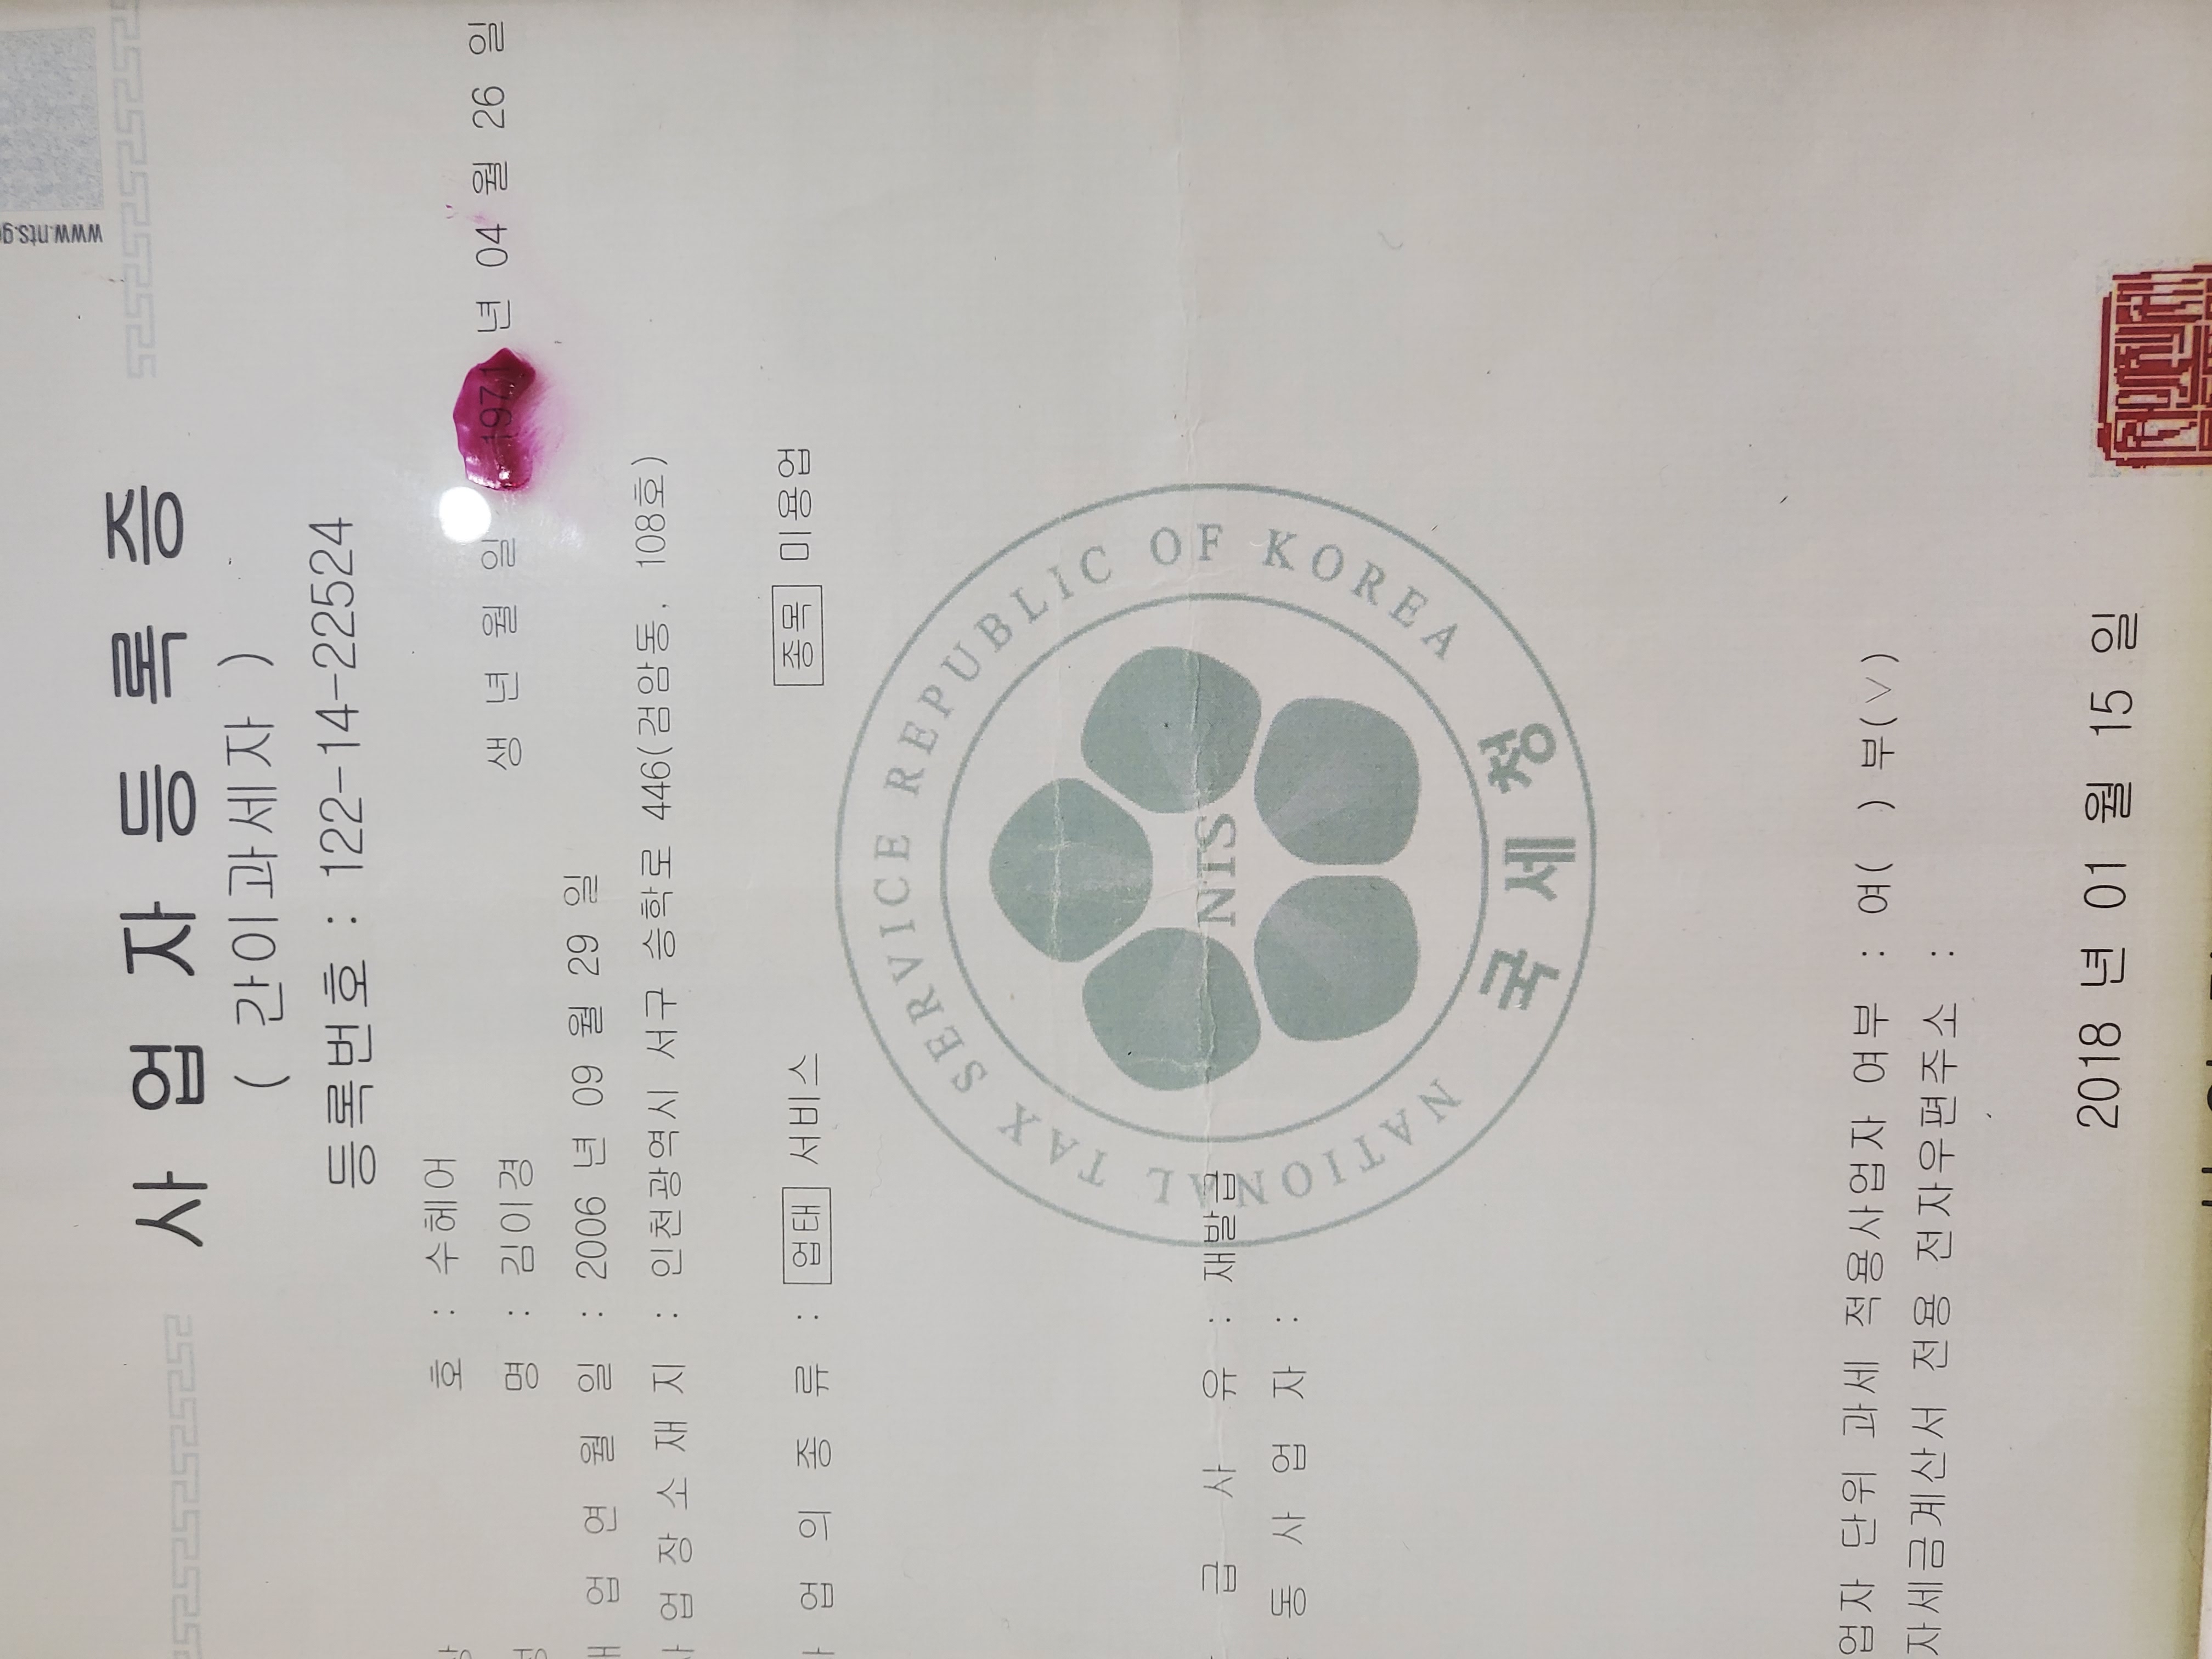 www.nts.go
사업자등록증
( 간이과세자 )
등록번호 : 122-14-22524
호 : 수헤어
명 : 김이경 생년월일 197 년 04 월 26 일
업연월일 : 2006 년 09 월 29 일
업장소재지 : 인천광역시 서구 승학로 446(검암동, 108호)
업의종류 : 업태 서비스 종목 미용업
NATIONAL TAX SERVICE REPUBLIC OF KOREA
NTS
국세청
급사유 : 재발급
동사업자 :
업자 단위 과세 적용사업자 여부 : 여( ) 부(∨)
자세금계산서 전용 전자우편주소 :
2018 년 01 월 15 일